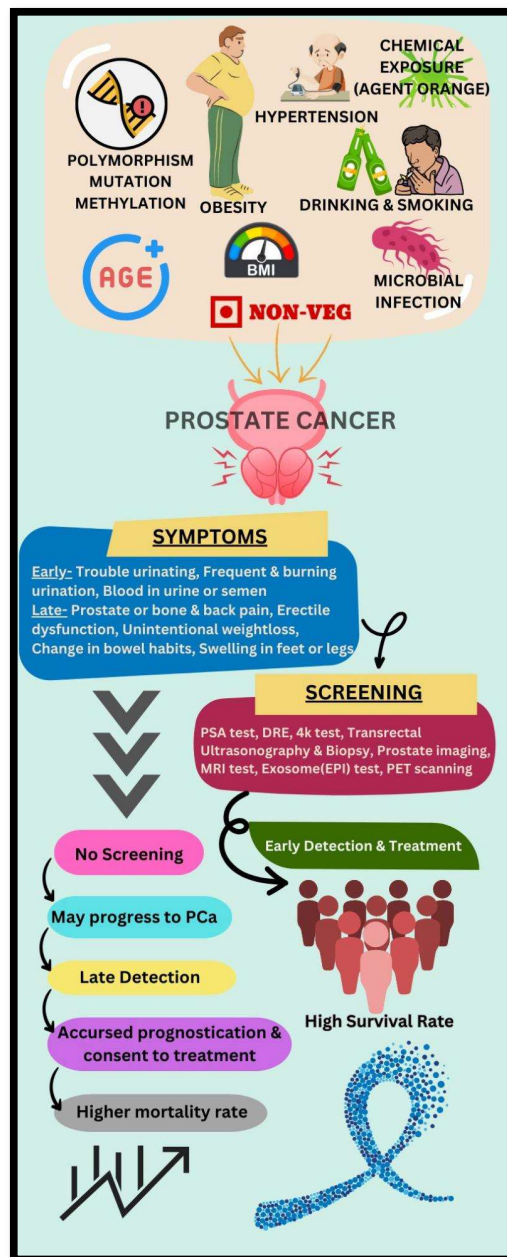 CHEMICAL
EXPOSURE
(AGENT ORANGE)
HYPERTENSION
POLYMORPHISM
MUTATION
METHYLATION
OBESITY
DRINKING & SMOKING
AGE+
BMI
MICROBIAL
INFECTION
NON-VEG
PROSTATE CANCER
SYMPTOMS
Early- Trouble urinating, Frequent & burning
urination, Blood in urine or semen
Late- Prostate or bone & back pain, Erectile
dysfunction, Unintentional weightloss,
Change in bowel habits, Swelling in feet or legs
SCREENING
PSA test, DRE, 4k test, Transrectal
Ultrasonography & Biopsy, Prostate imaging,
MRI test, Exosome(EPI) test, PET scanning
No Screening
May progress to PCa
Late Detection
Accursed prognostication &
consent to treatment
Higher mortality rate
Early Detection & Treatment
High Survival Rate